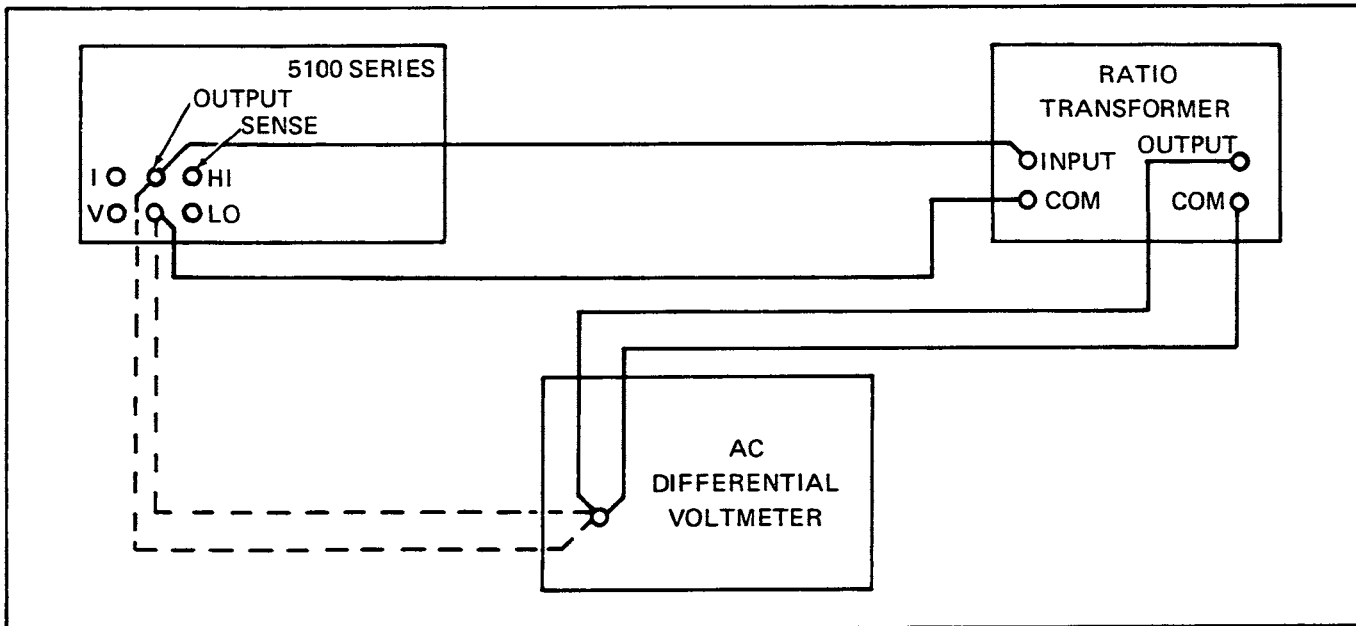 5100 SERIES
OUTPUT
SENSE
I HI
V LO
RATIO
TRANSFORMER
OUTPUT
INPUT
COM COM
AC
DIFFERENTIAL
VOLTMETER